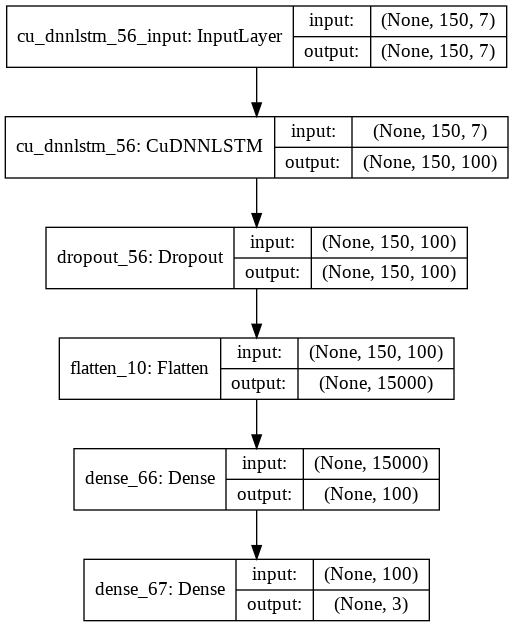 cu_dnnlstm_56_input: InputLayer
input: (None, 150, 7)
output: (None, 150, 7)
cu_dnnlstm_56: CuDNNLSTM
input: (None, 150, 7)
output: (None, 150, 100)
dropout_56: Dropout
input: (None, 150, 100)
output: (None, 150, 100)
flatten_10: Flatten
input: (None, 150, 100)
output: (None, 15000)
dense_66: Dense
input: (None, 15000)
output: (None, 100)
dense_67: Dense
input: (None, 100)
output: (None, 3)